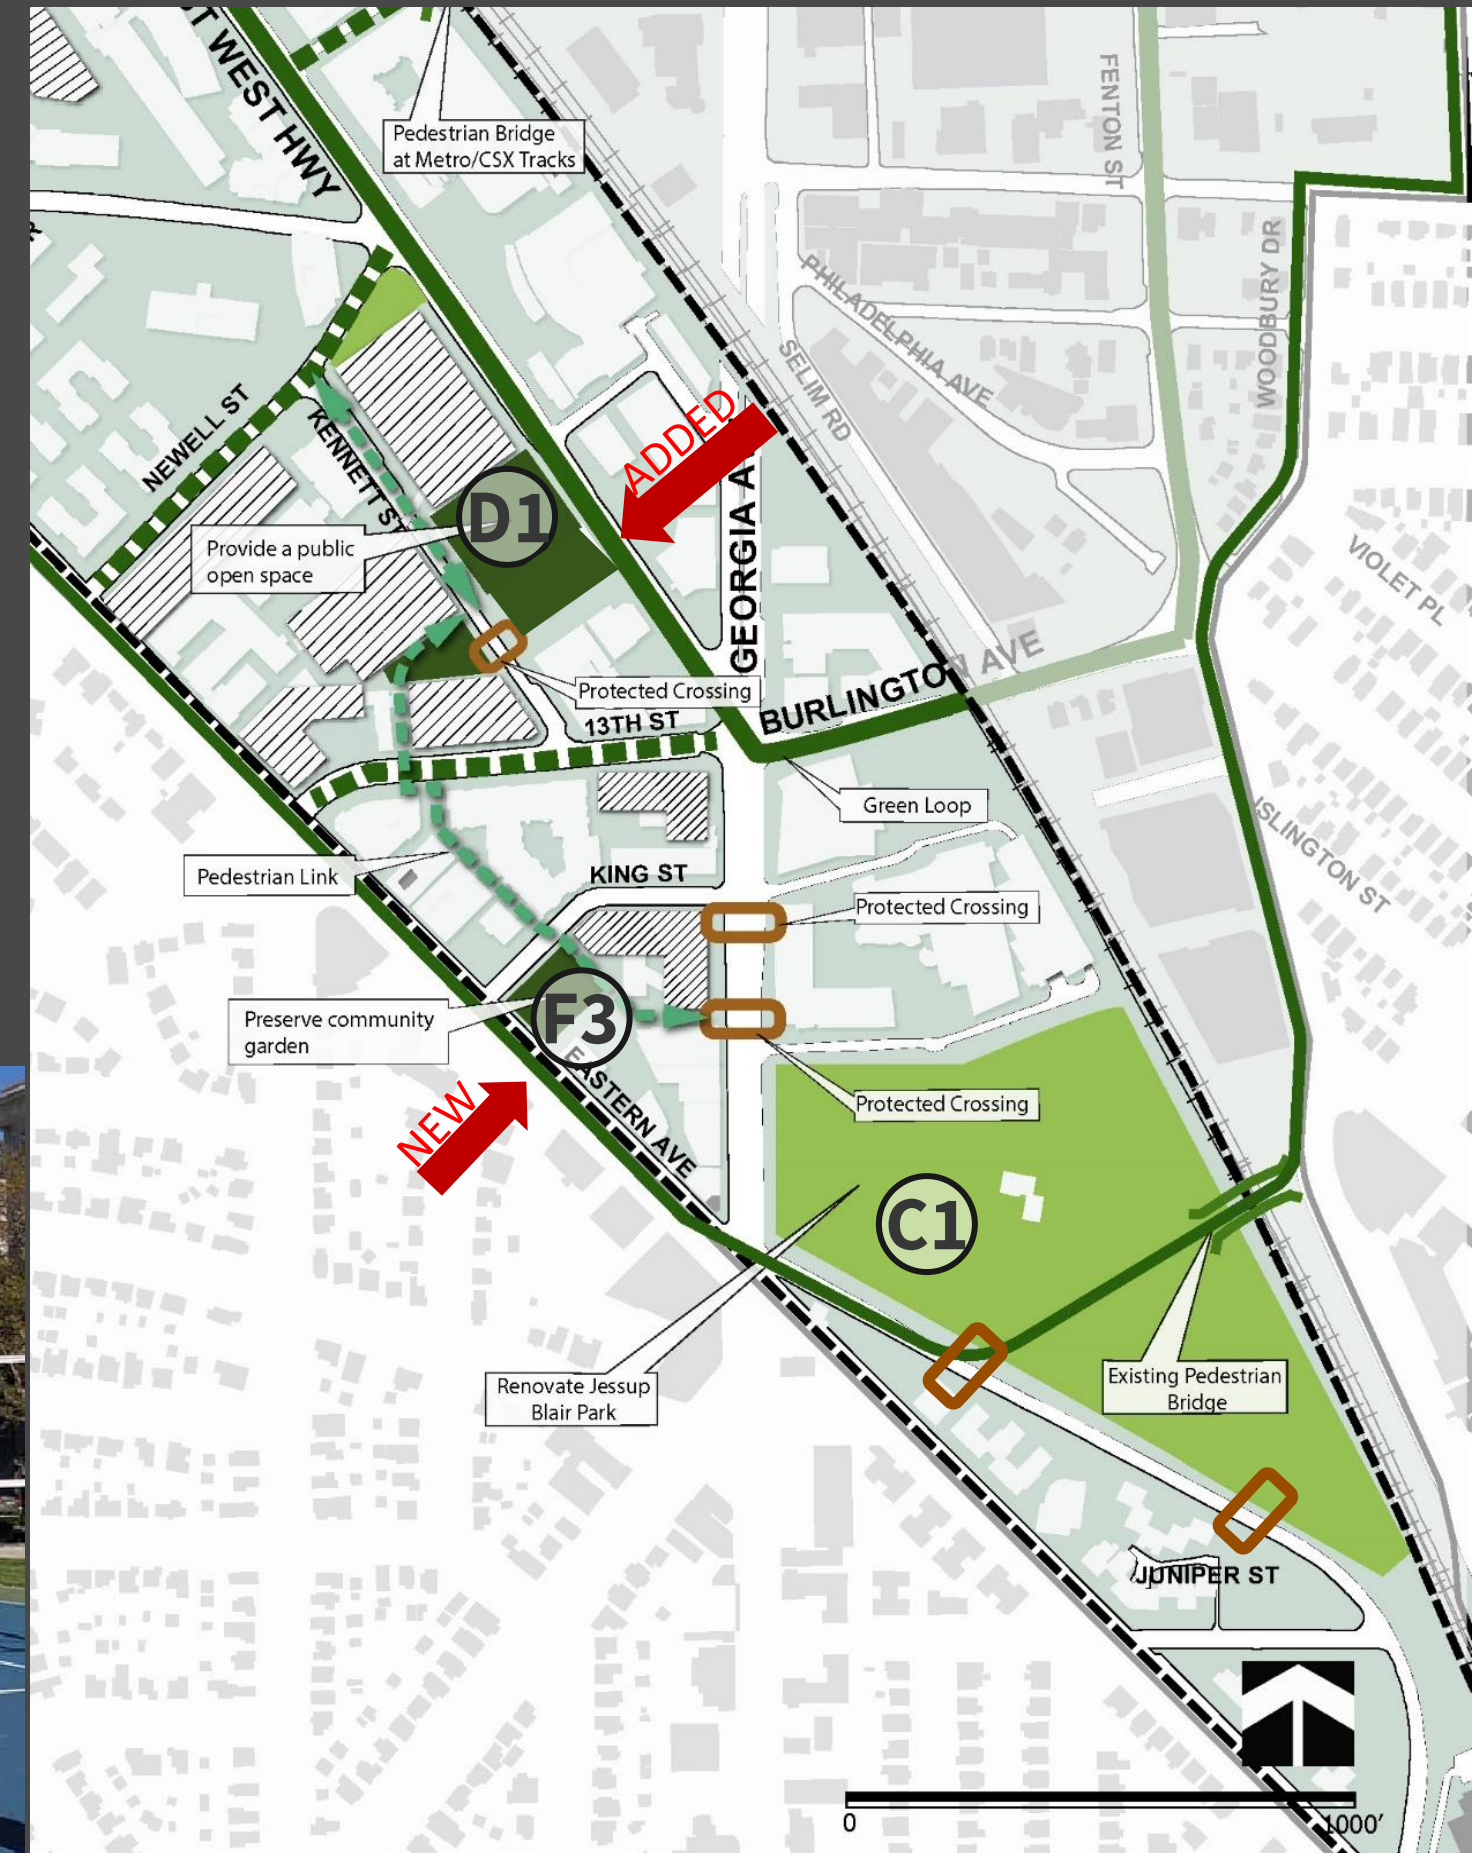 ST WEST HWY
Pedestrian Bridge
at Metro/CSX Tracks
FENTON ST
WOODBURY DR
PHILADELPHIA AVE
SELIM RD
NEWELL ST
KENNETT ST
ADDED
D1
GEORGIA A
Provide a public
open space
VIOLET PL
Protected Crossing
13TH ST
BURLINGTON AVE
Green Loop
ISLINGTON ST
Pedestrian Link
KING ST
Protected Crossing
Preserve community
garden
F3
EASTERN AVE
NEW
Protected Crossing
C1
Renovate Jessup
Blair Park
Existing Pedestrian
Bridge
JUNIPER ST
0
1000'